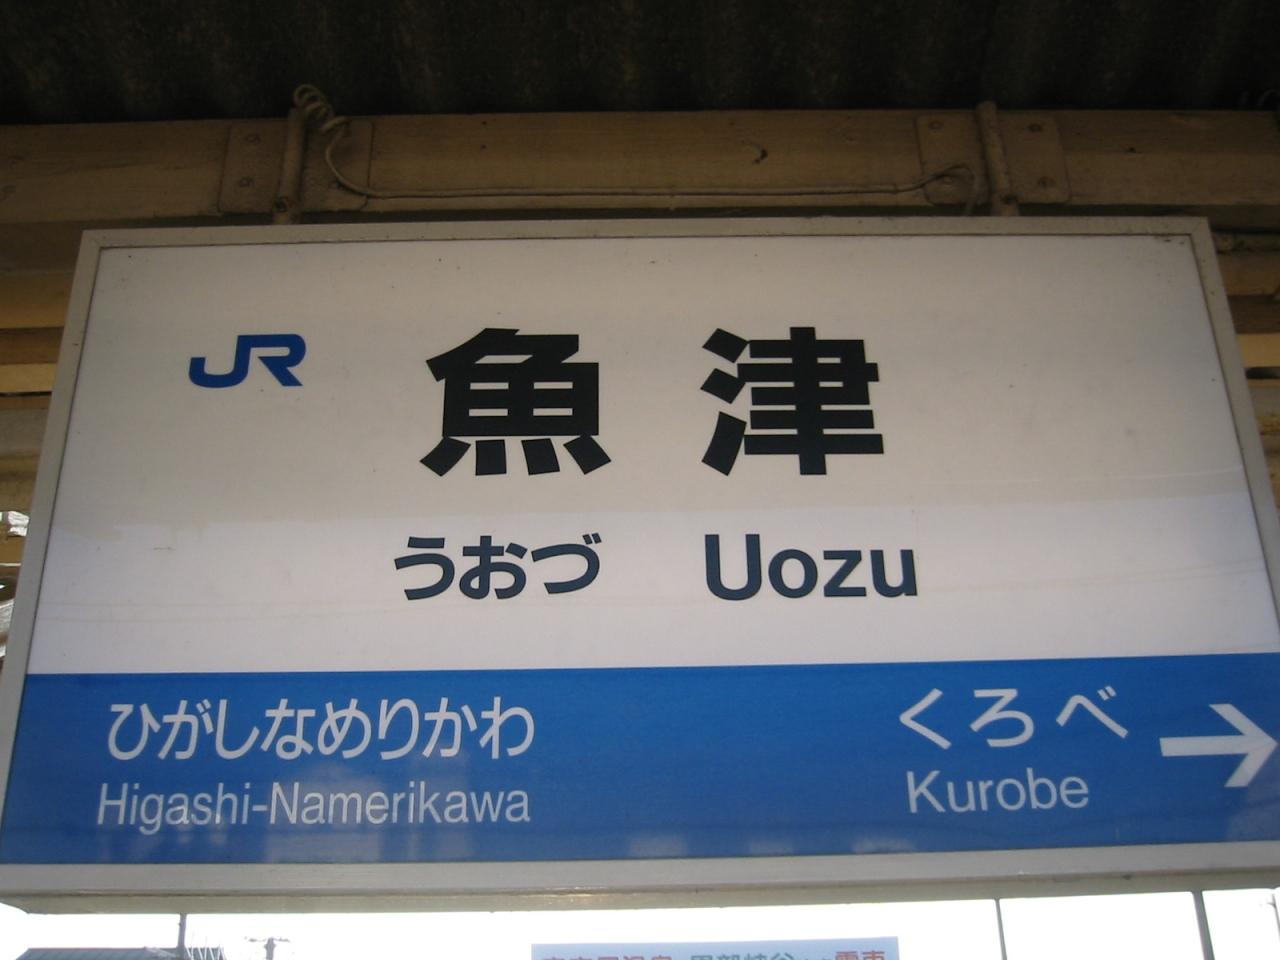 JR
魚津
うおづ Uozu
ひがしなめりかわ くろべ →
Higashi-Namerikawa Kurobe